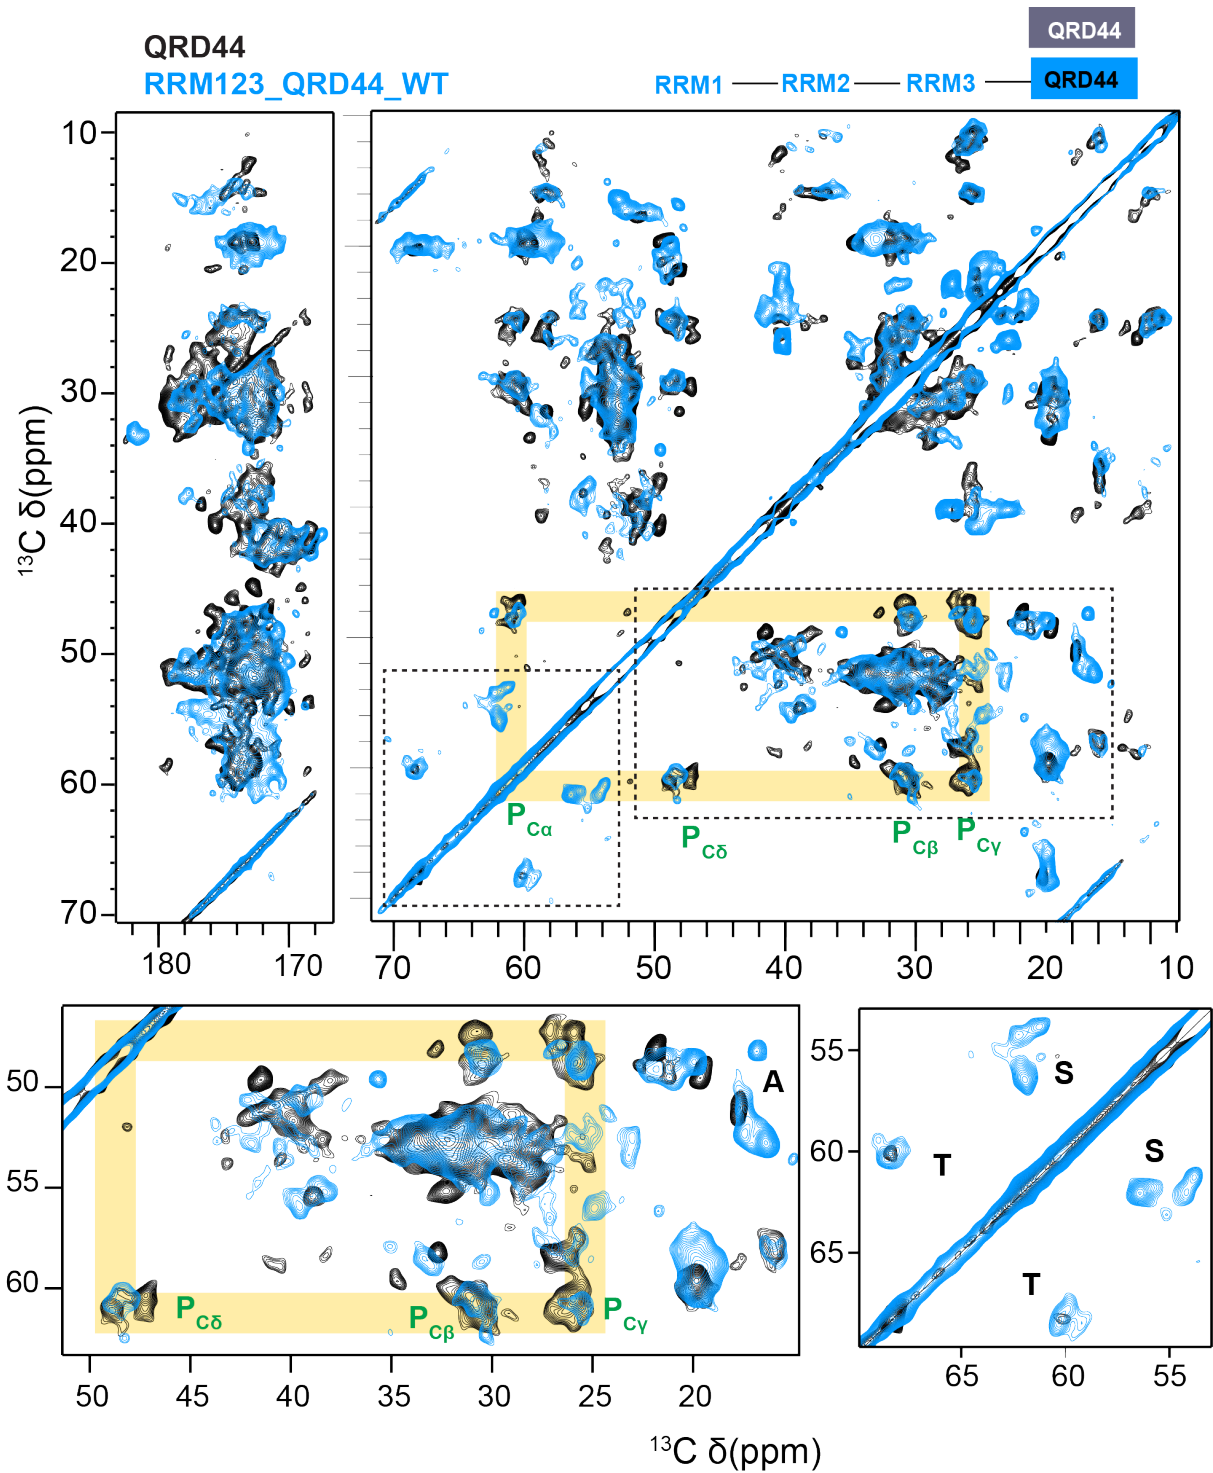 QRD44
RRM123_QRD44_WT
QRD44
RRM1 RRM2 RRM3 QRD44
10
20
30
40
50
60
70
13C δ(ppm)
180 170
70 60 50 40 30 20 10
PCα
PCδ
PCβ
PCγ
50
55
60
A
PCδ
PCβ
PCγ
50 45 40 35 30 25 20
55
60
65
S
T
S
T
65 60 55
13C δ(ppm)